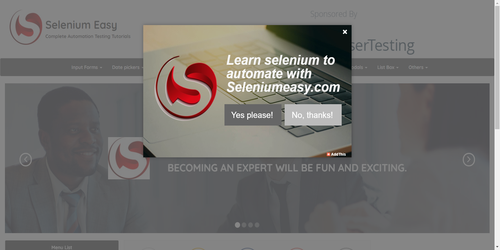 Selenium Easy
Complete Automation Testing Tutorials
Sponsored By
serTesting
Input Forms
Date pickers
List Box
Others
Learn selenium to
automate with
Seleniumeasy.com
Yes please!
No, thanks!
AddThis
BECOMING AN EXPERT WILL BE FUN AND EXCITING.
Menu List